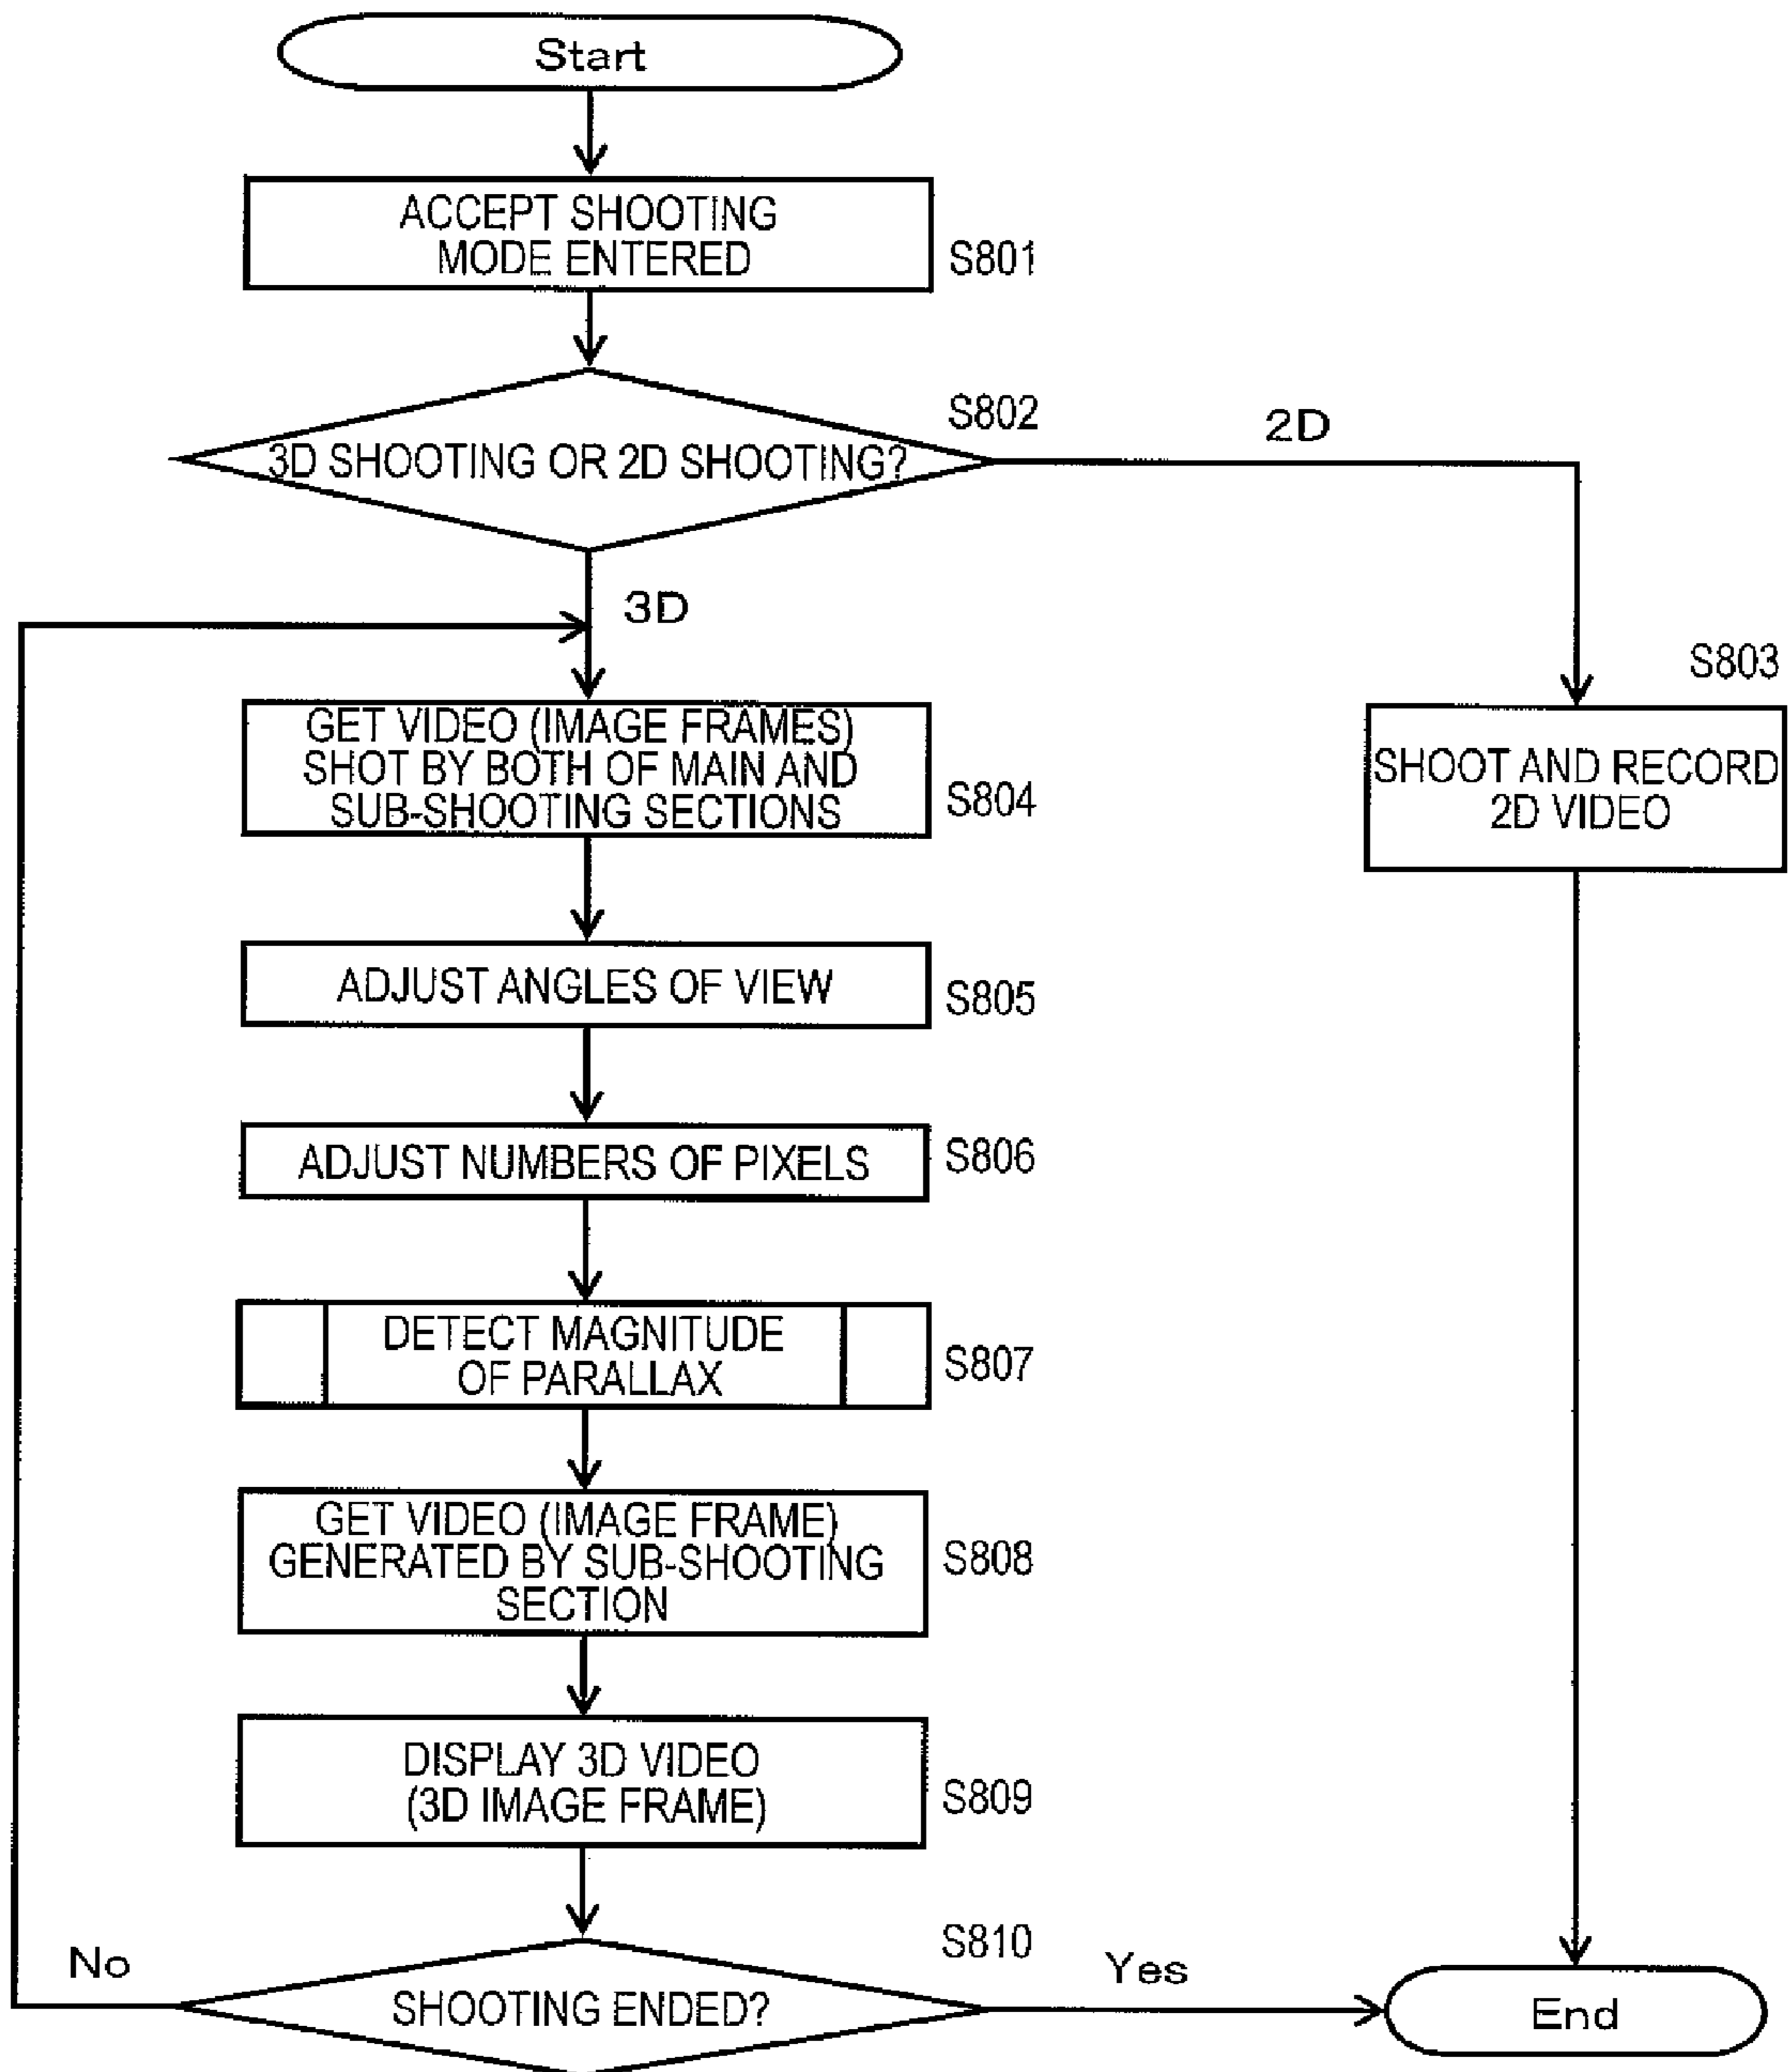 Start
ACCEPT SHOOTING
MODE ENTERED
S801
S802
3D SHOOTING OR 2D SHOOTING?
2D
3D
S803
SHOOT AND RECORD
2D VIDEO
GET VIDEO (IMAGE FRAMES)
SHOT BY BOTH OF MAIN AND
SUB-SHOOTING SECTIONS
S804
ADJUST ANGLES OF VIEW
S805
ADJUST NUMBERS OF PIXELS
S806
DETECT MAGNITUDE
OF PARALLAX
S807
GET VIDEO (IMAGE FRAME)
GENERATED BY SUB-SHOOTING
SECTION
S808
DISPLAY 3D VIDEO
(3D IMAGE FRAME)
S809
S810
No
SHOOTING ENDED?
Yes
End